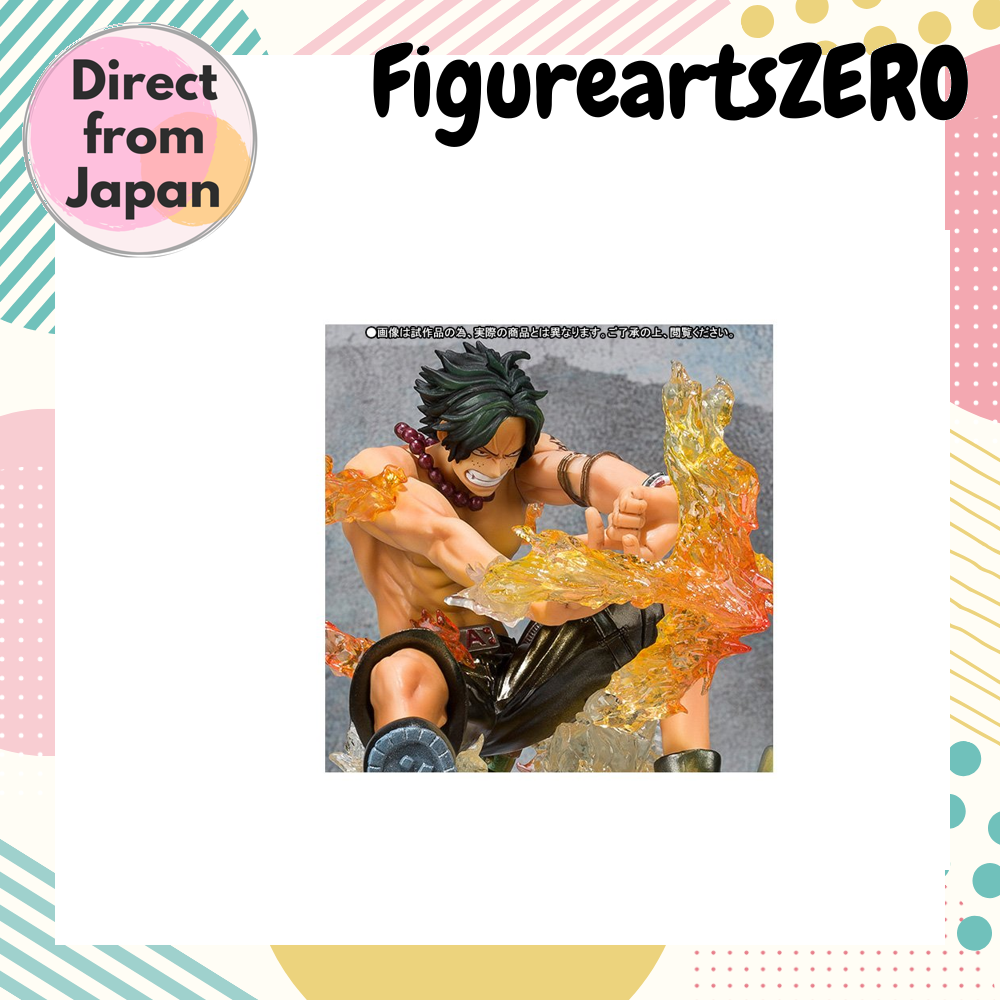 Direct
from
Japan
FigureartsZERO
●画像は試作品の為、実際の商品とは異なります。ご了承の上、閲覧ください。
A